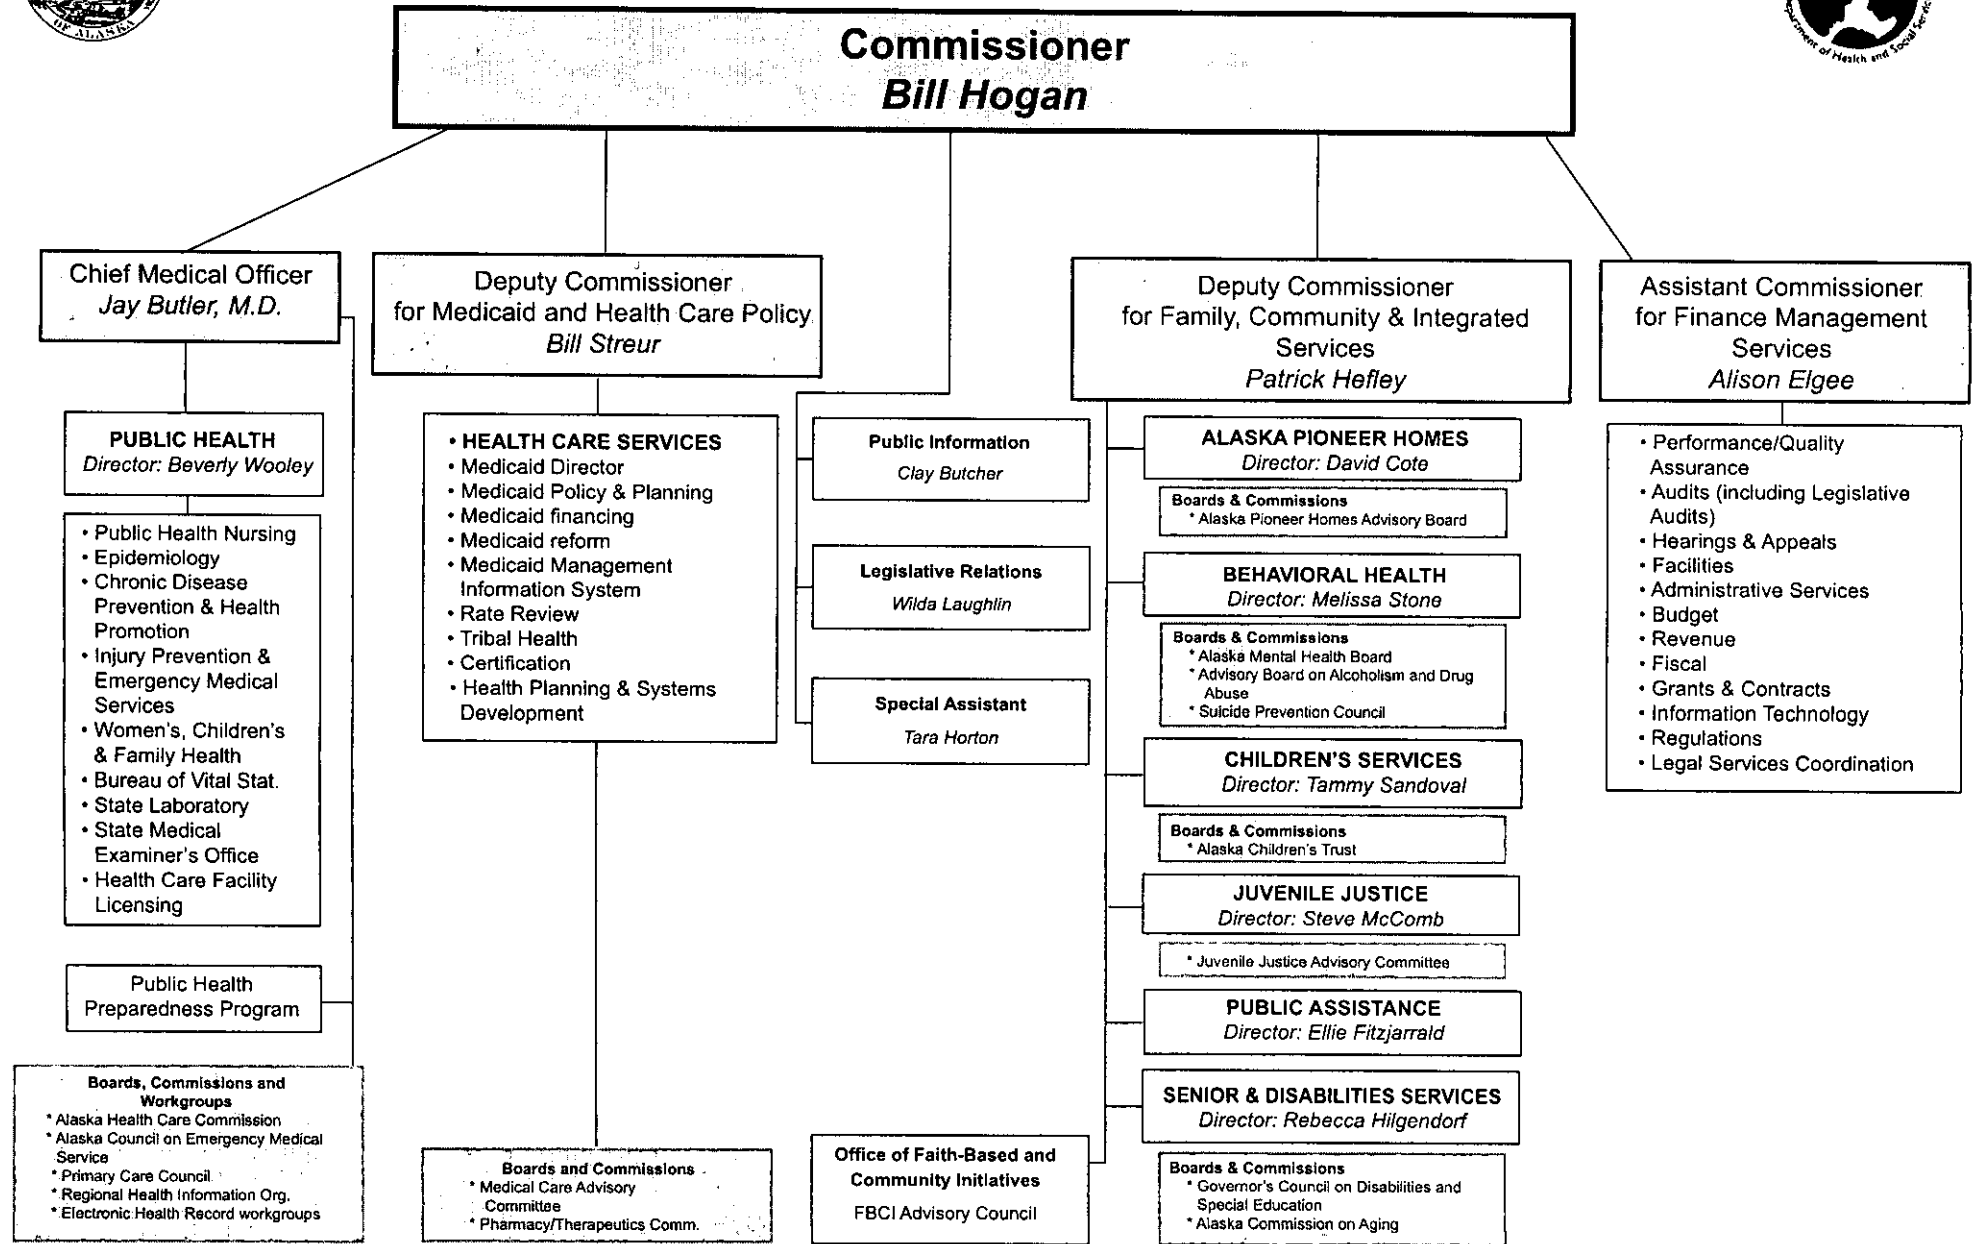 OF ALASKA
Department of Health and Social Servic
Commissioner
Bill Hogan
Chief Medical Officer
Jay Butler, M.D.
PUBLIC HEALTH
Director: Beverly Wooley
• Public Health Nursing
• Epidemiology
• Chronic Disease
Prevention & Health
Promotion
• Injury Prevention &
Emergency Medical
Services
• Women's, Children's
& Family Health
• Bureau of Vital Stat.
• State Laboratory
• State Medical
Examiner's Office
• Health Care Facility
Licensing
Public Health
Preparedness Program
Boards, Commissions and
Workgroups
* Alaska Health Care Commission
* Alaska Council on Emergency Medical
Service
* Primary Care Council
* Regional Health Information Org.
* Electronic Health Record workgroups
Deputy Commissioner
for Medicaid and Health Care Policy
Bill Streur
• HEALTH CARE SERVICES
• Medicaid Director
• Medicaid Policy & Planning
• Medicaid financing
• Medicaid reform
• Medicaid Management
Information System
• Rate Review
• Tribal Health
• Certification
• Health Planning & Systems
Development
Boards and Commissions
* Medical Care Advisory
Committee
* Pharmacy/Therapeutics Comm.
Public Information
Clay Butcher
Legislative Relations
Wilda Laughlin
Special Assistant
Tara Horton
Office of Faith-Based and
Community Initiatives
FBCI Advisory Council
Deputy Commissioner
for Family, Community & Integrated
Services
Patrick Hefley
ALASKA PIONEER HOMES
Director: David Cote
Boards & Commissions
* Alaska Pioneer Homes Advisory Board
BEHAVIORAL HEALTH
Director: Melissa Stone
Boards & Commissions
* Alaska Mental Health Board
* Advisory Board on Alcoholism and Drug
Abuse
* Suicide Prevention Council
CHILDREN'S SERVICES
Director: Tammy Sandoval
Boards & Commissions
* Alaska Children's Trust
JUVENILE JUSTICE
Director: Steve McComb
* Juvenile Justice Advisory Committee
PUBLIC ASSISTANCE
Director: Ellie Fitzjarrald
SENIOR & DISABILITIES SERVICES
Director: Rebecca Hilgendorf
Boards & Commissions
* Governor's Council on Disabilities and
Special Education
* Alaska Commission on Aging
Assistant Commissioner
for Finance Management
Services
Alison Elgee
• Performance/Quality
Assurance
• Audits (including Legislative
Audits)
• Hearings & Appeals
• Facilities
• Administrative Services
• Budget
• Revenue
• Fiscal
• Grants & Contracts
• Information Technology
• Regulations
• Legal Services Coordination